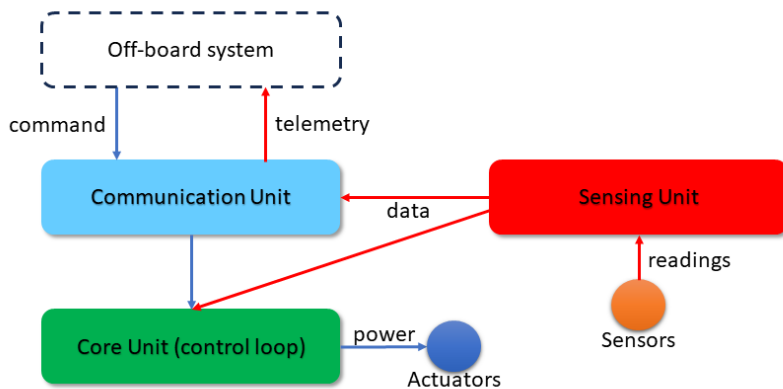 Off-board system
command
telemetry
Communication Unit
Sensing Unit
data
readings
Core Unit (control loop)
power
Sensors
Actuators